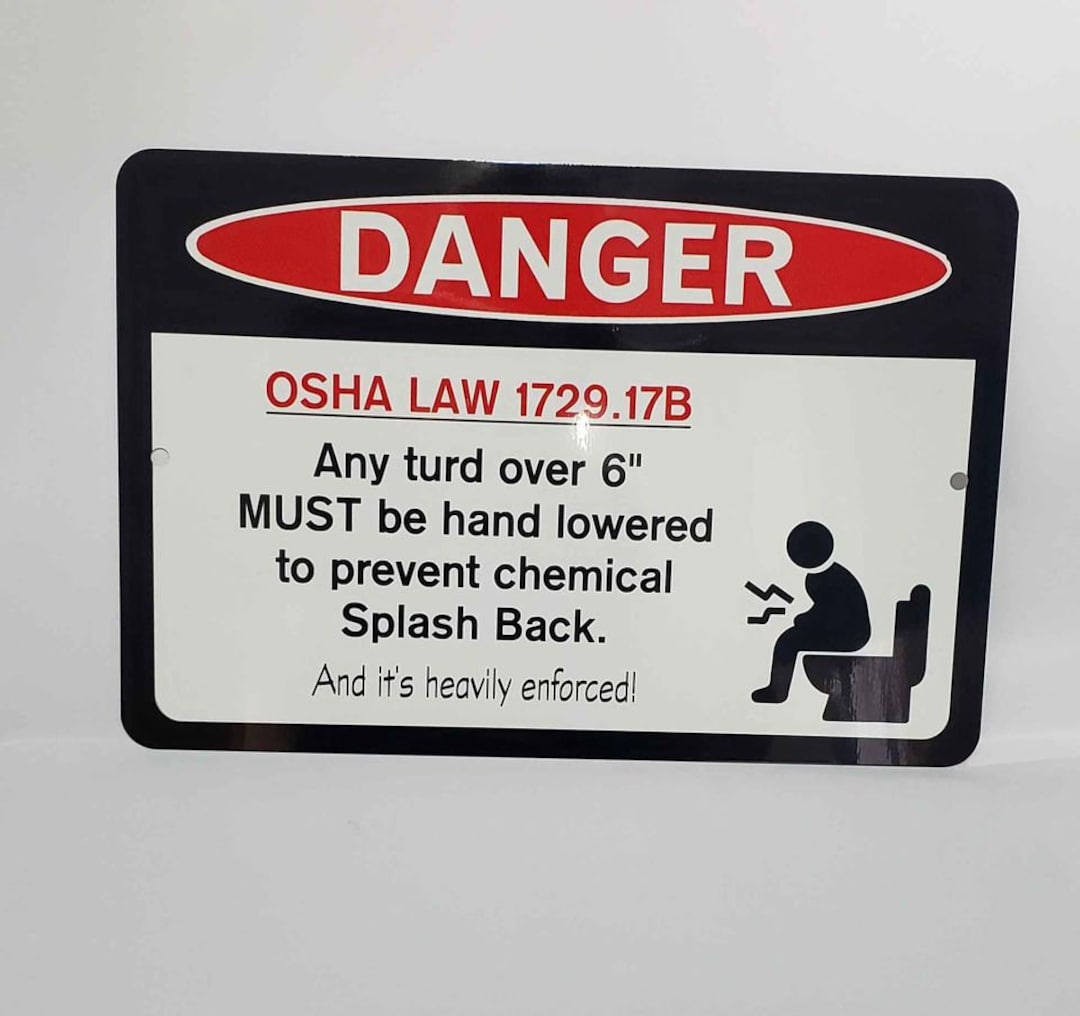 DANGER
OSHA LAW 1729.17B
Any turd over 6"
MUST be hand lowered
to prevent chemical
Splash Back.
And it's heavily enforced!